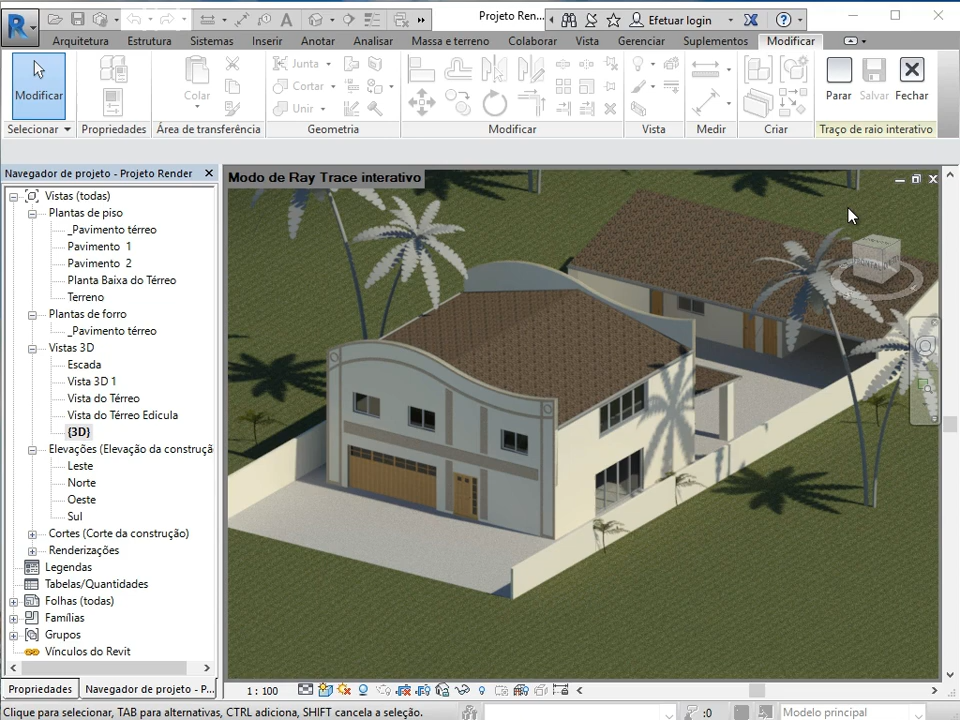 Projeto Ren...
Efetuar login
Arquitetura Estrutura Sistemas Inserir Anotar Analisar Massa e terreno Colaborar Vista Gerenciar Suplementos Modificar
Modificar
Colar
Junta
Cortar
Unir
Parar Salvar Fechar
Selecionar Propriedades Área de transferência Geometria Modificar Vista Medir Criar Traço de raio interativo
Navegador de projeto - Projeto Render
Modo de Ray Trace interativo
Vistas (todas)
Plantas de piso
_Pavimento térreo
Pavimento 1
Pavimento 2
Planta Baixa do Térreo
Terreno
Plantas de forro
_Pavimento térreo
Vistas 3D
Escada
Vista 3D 1
Vista do Térreo
Vista do Térreo Edicula
{3D}
Elevações (Elevação da construçã
Leste
Norte
Oeste
Sul
Cortes (Corte da construção)
Renderizações
Legendas
Tabelas/Quantidades
Folhas (todas)
Famílias
Grupos
Vínculos do Revit
Propriedades Navegador de projeto - P...
1 : 100
Clique para selecionar, TAB para alternativas, CTRL adiciona, SHIFT cancela a seleção.
:0
Modelo principal